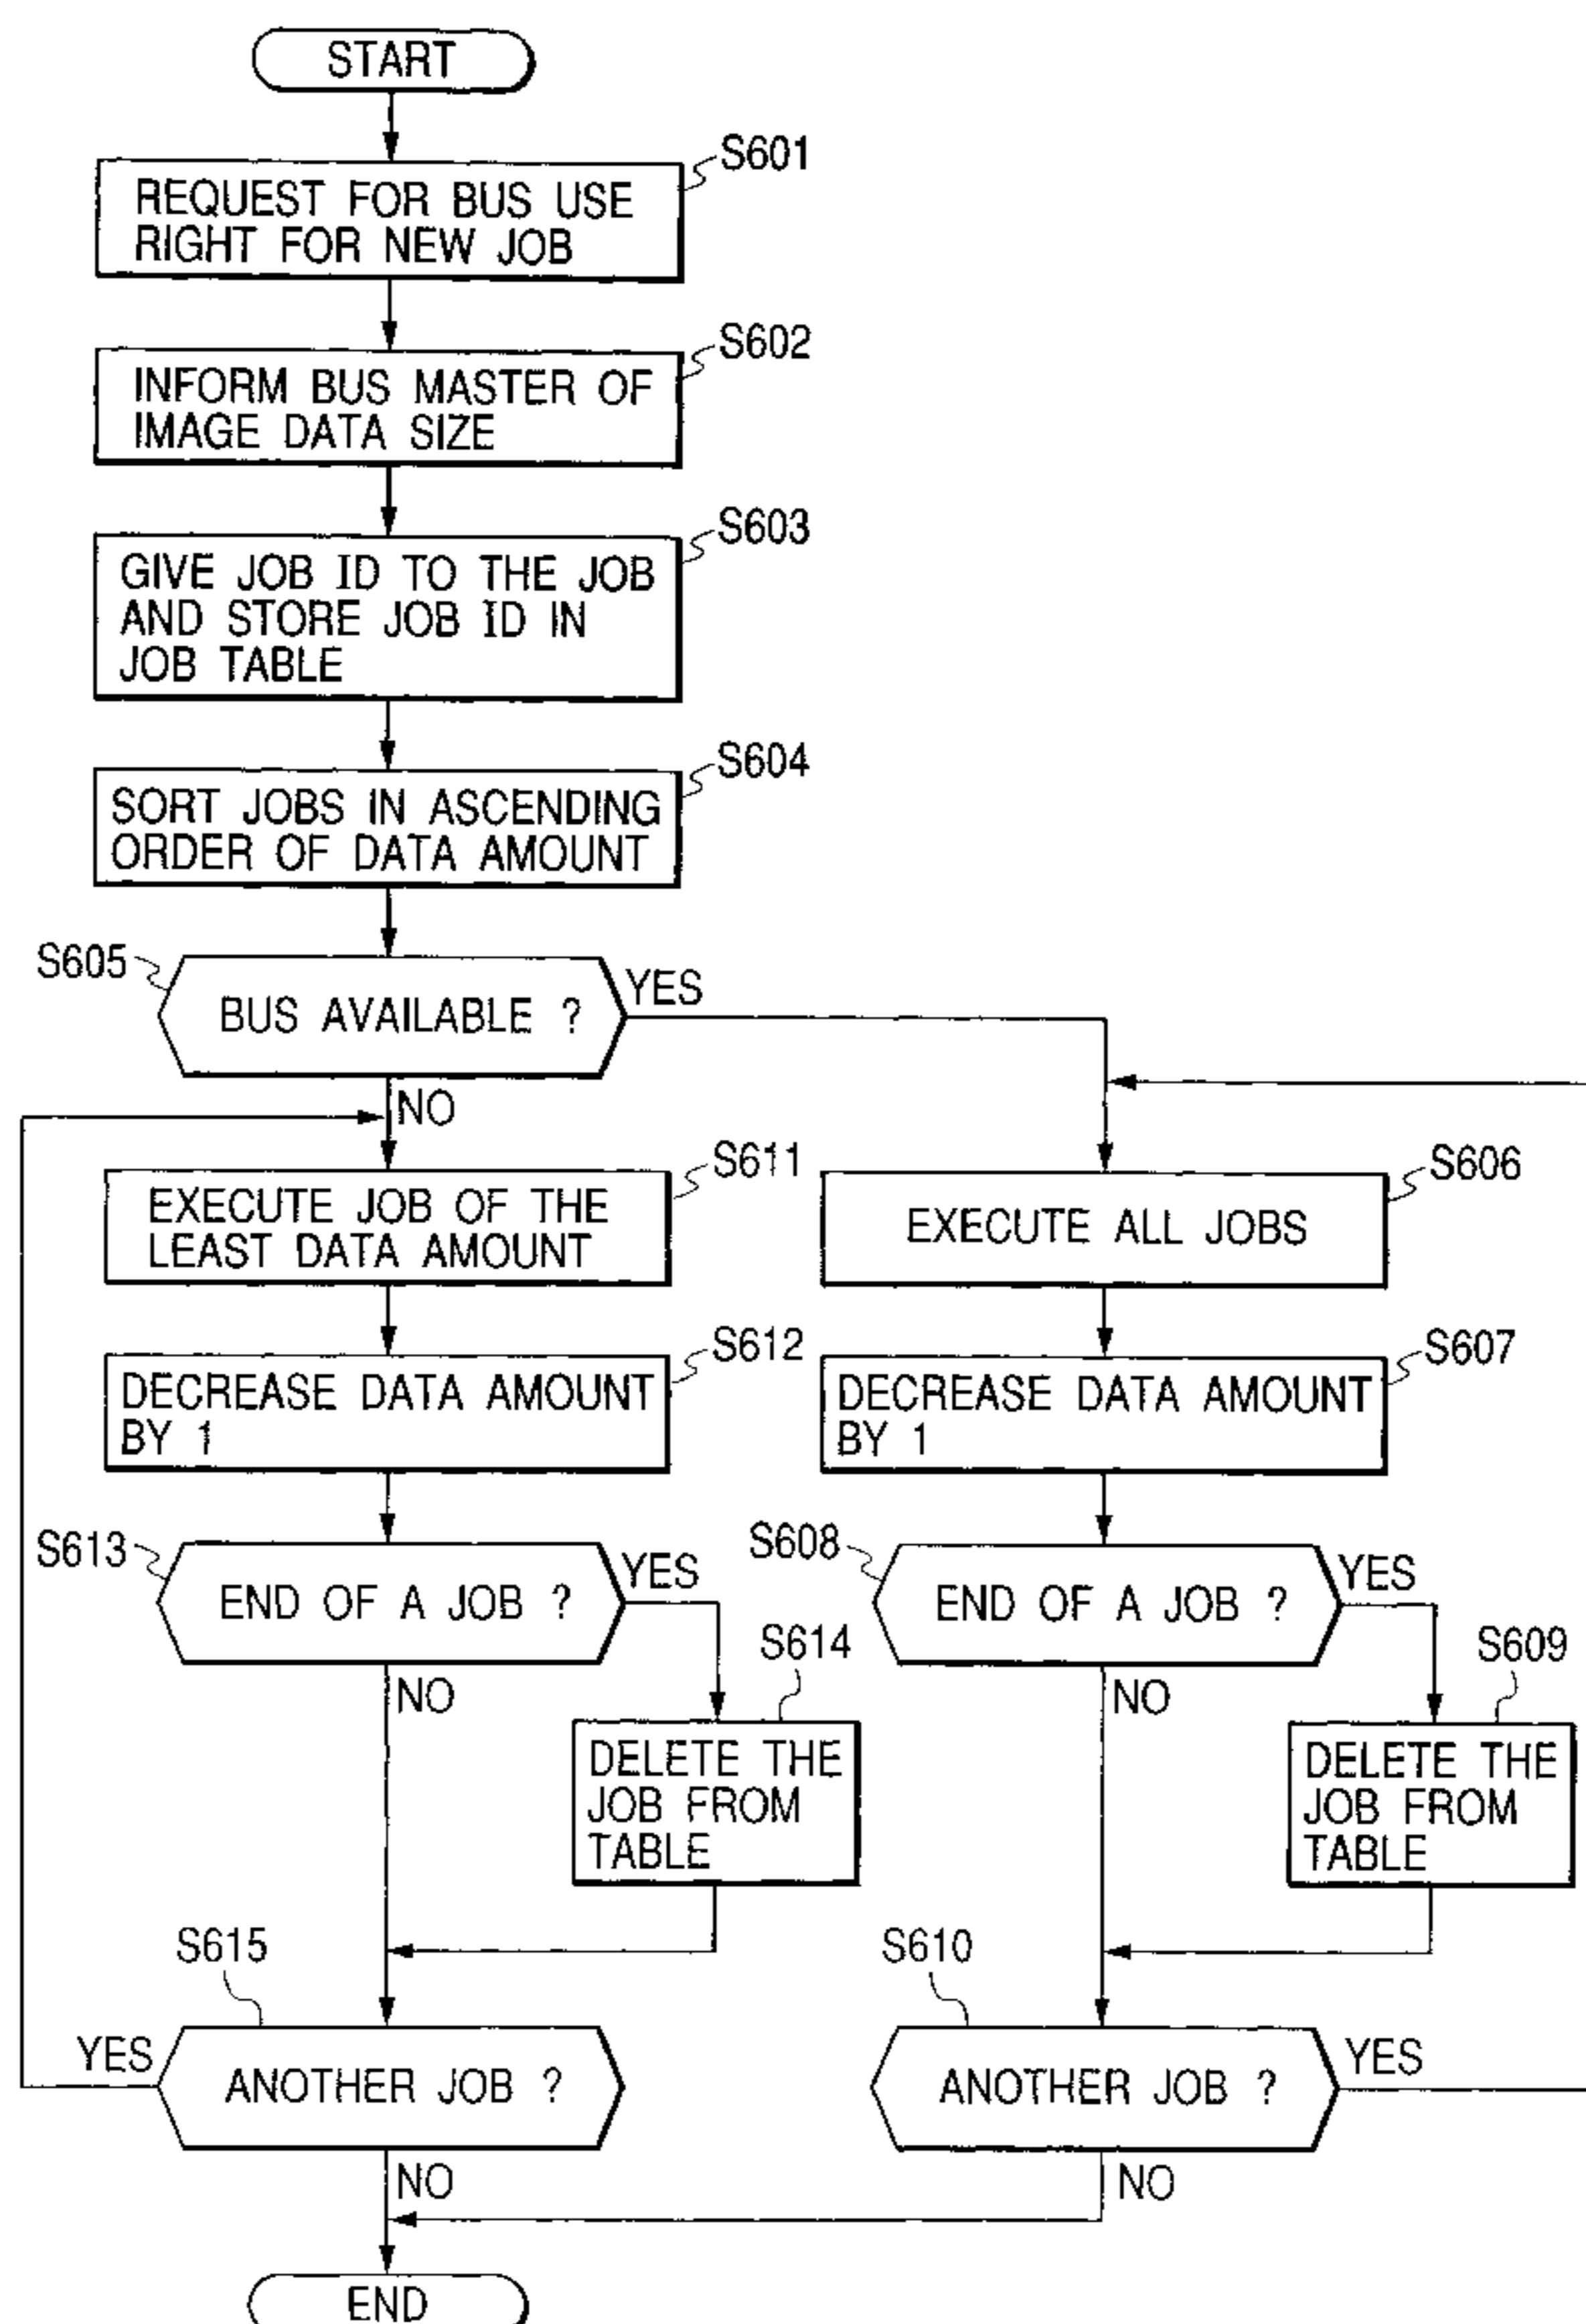 START
S601
REQUEST FOR BUS USE
RIGHT FOR NEW JOB
S602
INFORM BUS MASTER OF
IMAGE DATA SIZE
S603
GIVE JOB ID TO THE JOB
AND STORE JOB ID IN
JOB TABLE
S604
SORT JOBS IN ASCENDING
ORDER OF DATA AMOUNT
S605
BUS AVAILABLE ?
YES
NO
S611
EXECUTE JOB OF THE
LEAST DATA AMOUNT
S606
EXECUTE ALL JOBS
S612
DECREASE DATA AMOUNT
BY 1
S607
DECREASE DATA AMOUNT
BY 1
S613
END OF A JOB ?
YES
NO
S614
DELETE THE
JOB FROM
TABLE
S608
END OF A JOB ?
YES
NO
S609
DELETE THE
JOB FROM
TABLE
S615
YES
ANOTHER JOB ?
NO
S610
ANOTHER JOB ?
YES
NO
END